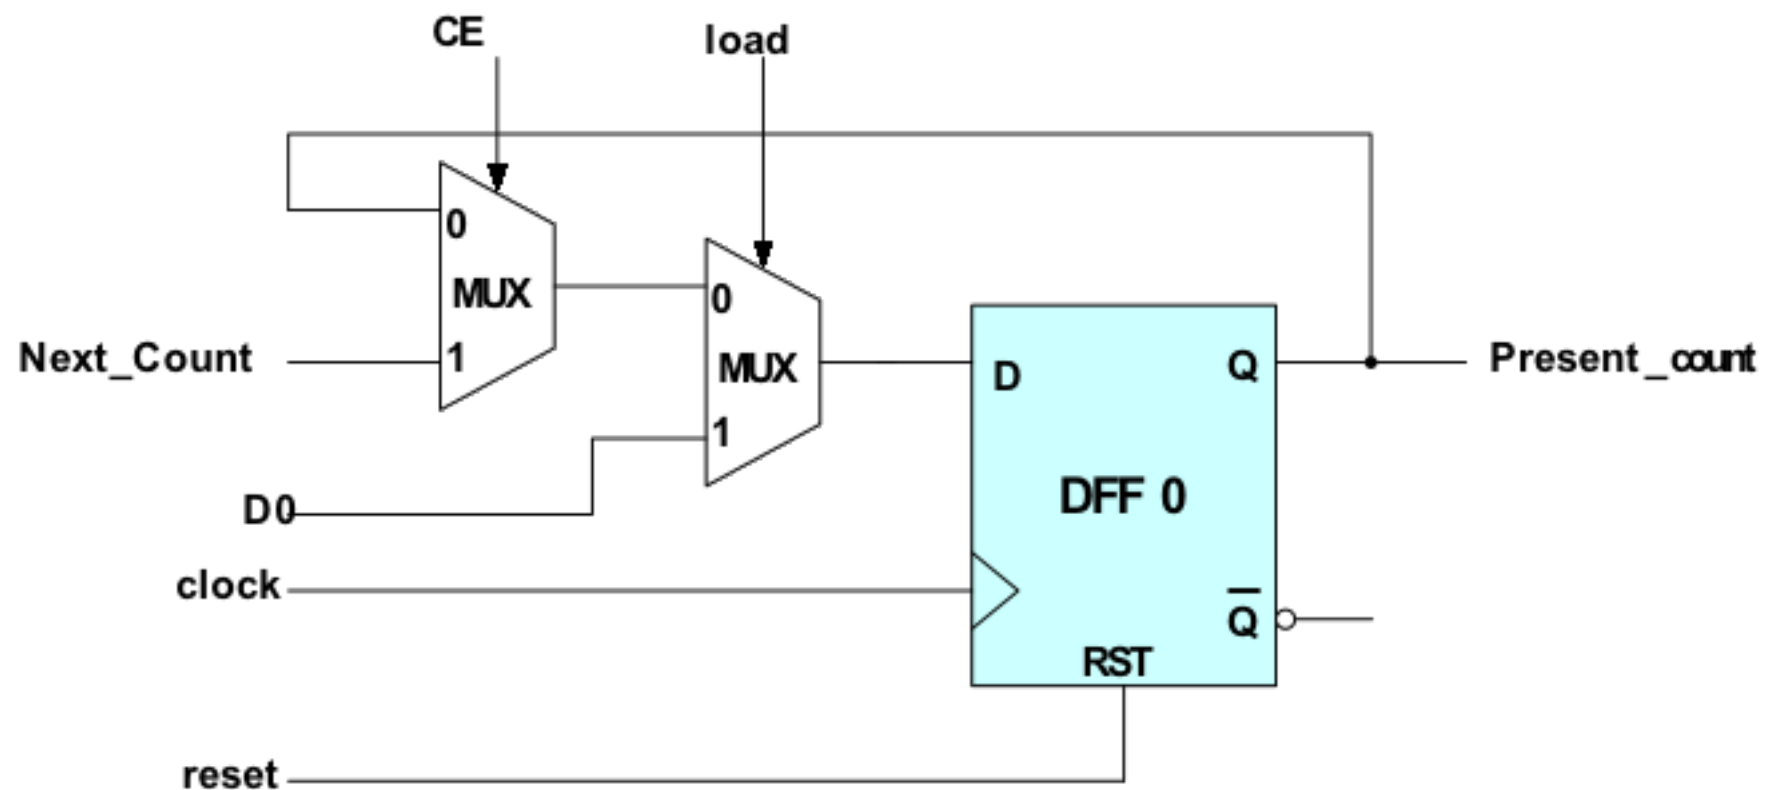 CE
load
0
MUX
1
Next_Count
0
MUX
1
D0
D
Q
Present_count
DFF 0
clock
Q
RST
reset